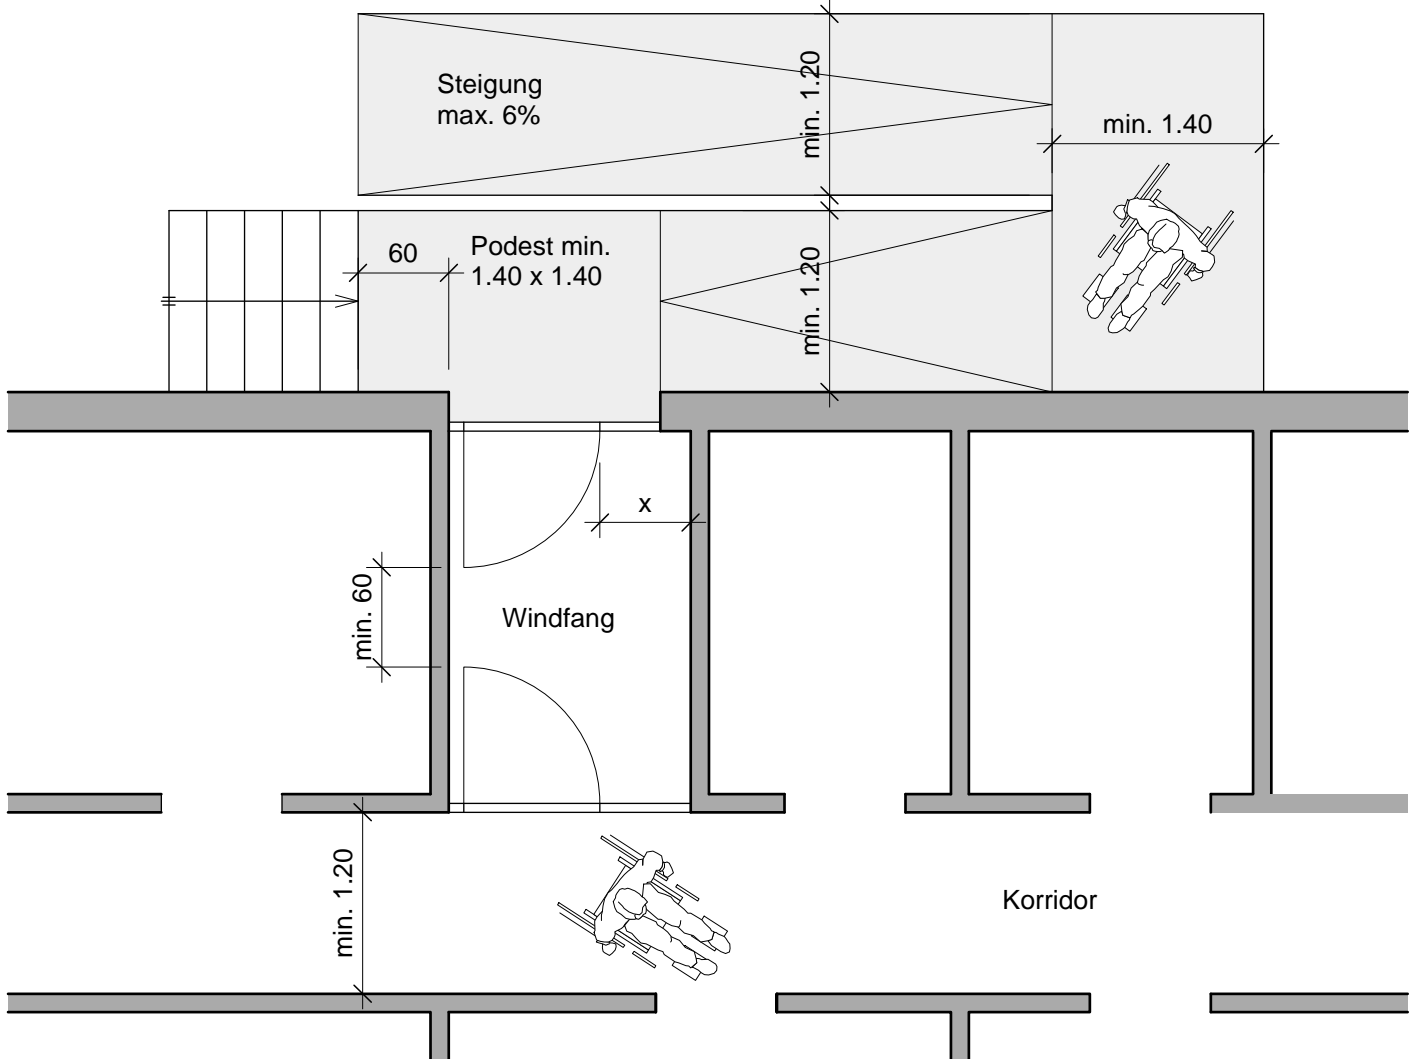 Steigung
max. 6%
min. 1.20
min. 1.40
60
Podest min.
1.40 x 1.40
min. 1.20
x
min. 60
Windfang
min. 1.20
Korridor